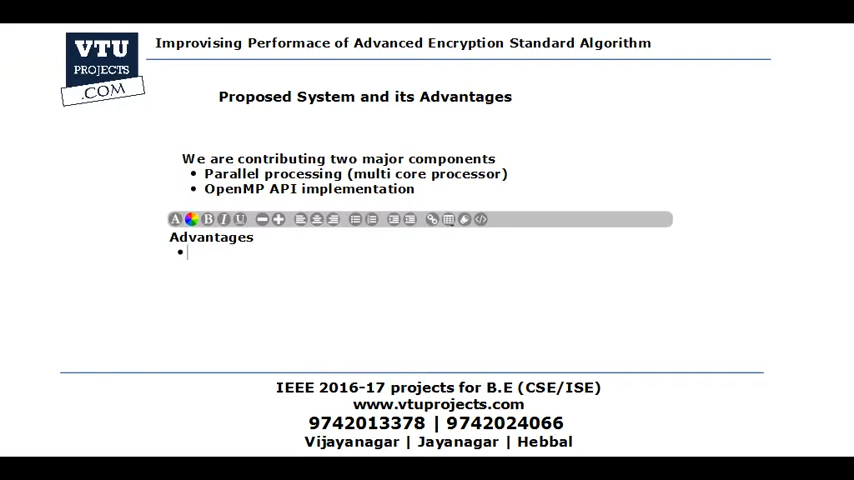 VTU
PROJECTS
.COM
Improvising Performace of Advanced Encryption Standard Algorithm
Proposed System and its Advantages
We are contributing two major components
• Parallel processing (multi core processor)
• OpenMP API implementation
A B I U
Advantages
•
IEEE 2016-17 projects for B.E (CSE/ISE)
www.vtuprojects.com
9742013378 | 9742024066
Vijayanagar | Jayanagar | Hebbal